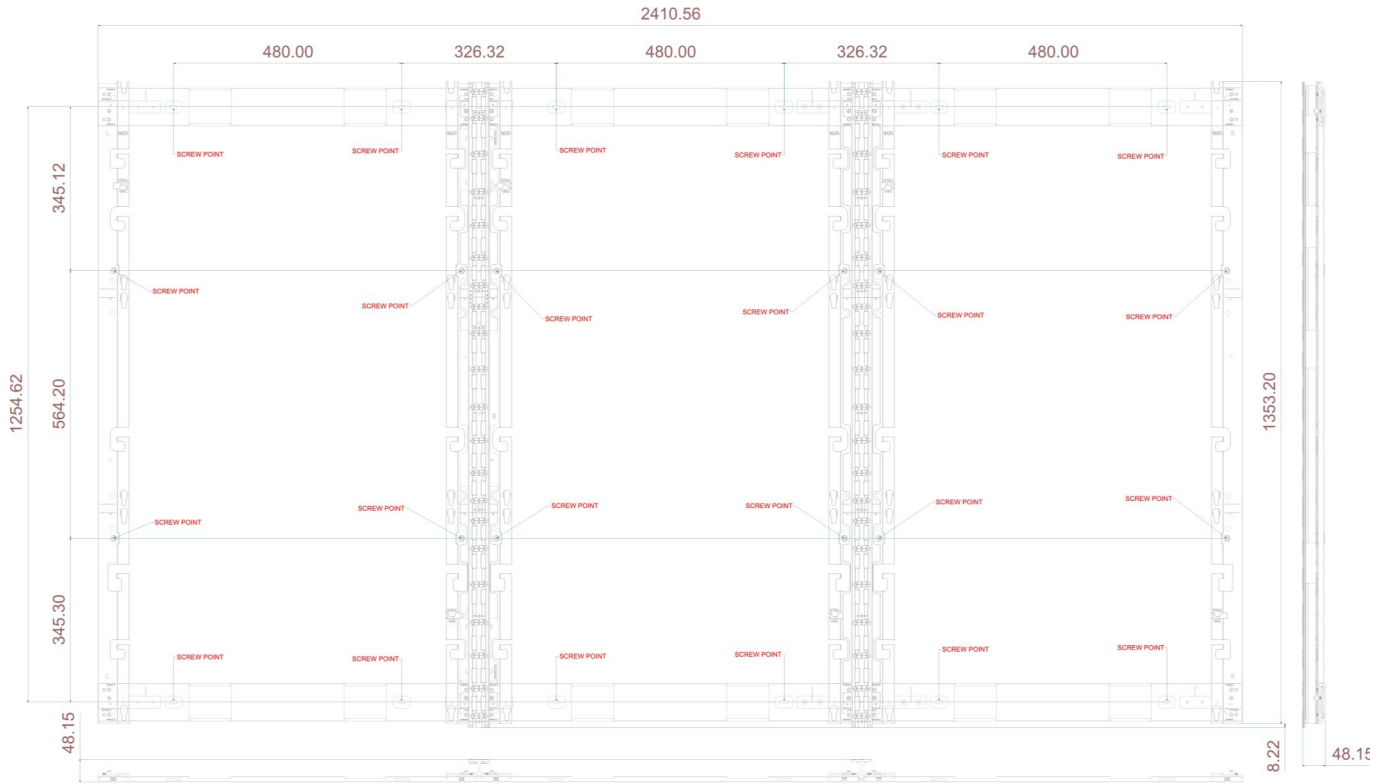 2410.56
480.00
326.32
480.00
326.32
480.00
SCREW POINT
SCREW POINT
SCREW POINT
SCREW POINT
SCREW POINT
SCREW POINT
345.12
SCREW POINT
SCREW POINT
SCREW POINT
SCREW POINT
SCREW POINT
SCREW POINT
1254.62
564.20
1353.20
SCREW POINT
SCREW POINT
SCREW POINT
SCREW POINT
SCREW POINT
SCREW POINT
345.30
SCREW POINT
SCREW POINT
SCREW POINT
SCREW POINT
SCREW POINT
SCREW POINT
48.15
8.22
48.15